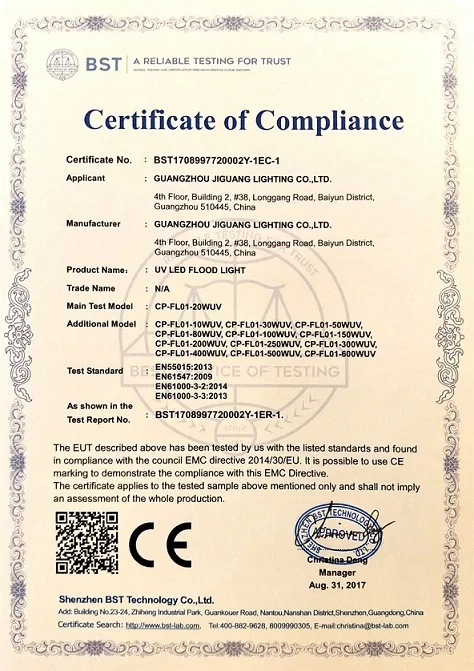 BST A RELIABLE TESTING FOR TRUST
Certificate of Compliance
Certificate No. : BST1708997720002Y-1EC-1
Applicant : GUANGZHOU JIGUANG LIGHTING CO.,LTD.
4th Floor, Building 2, #38, Longgang Road, Baiyun District,
Guangzhou 510445, China
Manufacturer : GUANGZHOU JIGUANG LIGHTING CO.,LTD.
4th Floor, Building 2, #38, Longgang Road, Baiyun District,
Guangzhou 510445, China
Product Name: : UV LED FLOOD LIGHT
Trade Name : N/A
Main Test Model : CP-FL01-20WUV
Additional Model : CP-FL01-10WUV, CP-FL01-30WUV, CP-FL01-50WUV,
CP-FL01-80WUV, CP-FL01-100WUV, CP-FL01-150WUV,
CP-FL01-200WUV, CP-FL01-250WUV, CP-FL01-300WUV,
CP-FL01-400WUV, CP-FL01-500WUV, CP-FL01-600WUV
Test Standard : EN55015:2013
EN61547:2009
EN61000-3-2:2014
EN61000-3-3:2013
As shown in the
Test Report No. : BST1708997720002Y-1ER-1.
The EUT described above has been tested by us with the listed standards and found
in compliance with the council EMC directive 2014/30/EU. It is possible to use CE
marking to demonstrate the compliance with this EMC Directive.
The certificate applies to the tested sample above mentioned only and shall not imply
an assessment of the whole production.
CE
SHENZHEN BST TECHNOLOGY CO., LTD.
APPROVED
Christina Deng
Manager
Aug. 31, 2017
Shenzhen BST Technology Co.,Ltd.
Add: Building No.23-24, Zhiheng Industrial Park, Guankouer Road, Nantou,Nanshan District,Shenzhen,Guangdong,China
Certificate Search: http://www.bst-lab.com, Tel:400-882-9628, 8009990305, E-mail:christina@bst-lab.com